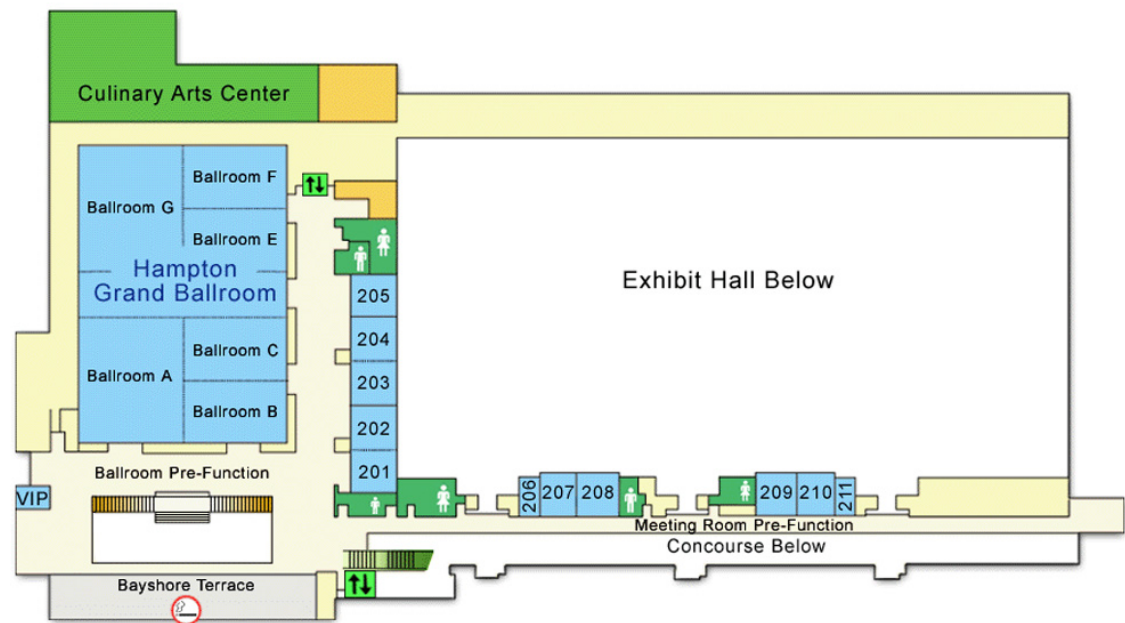 Culinary Arts Center
Ballroom F
Ballroom G
Ballroom E
Hampton
Grand Ballroom
Ballroom C
Ballroom A
Ballroom B
Ballroom Pre-Function
VIP
Bayshore Terrace
205
204
203
202
201
Exhibit Hall Below
206
207
208
209
210
211
Meeting Room Pre-Function
Concourse Below